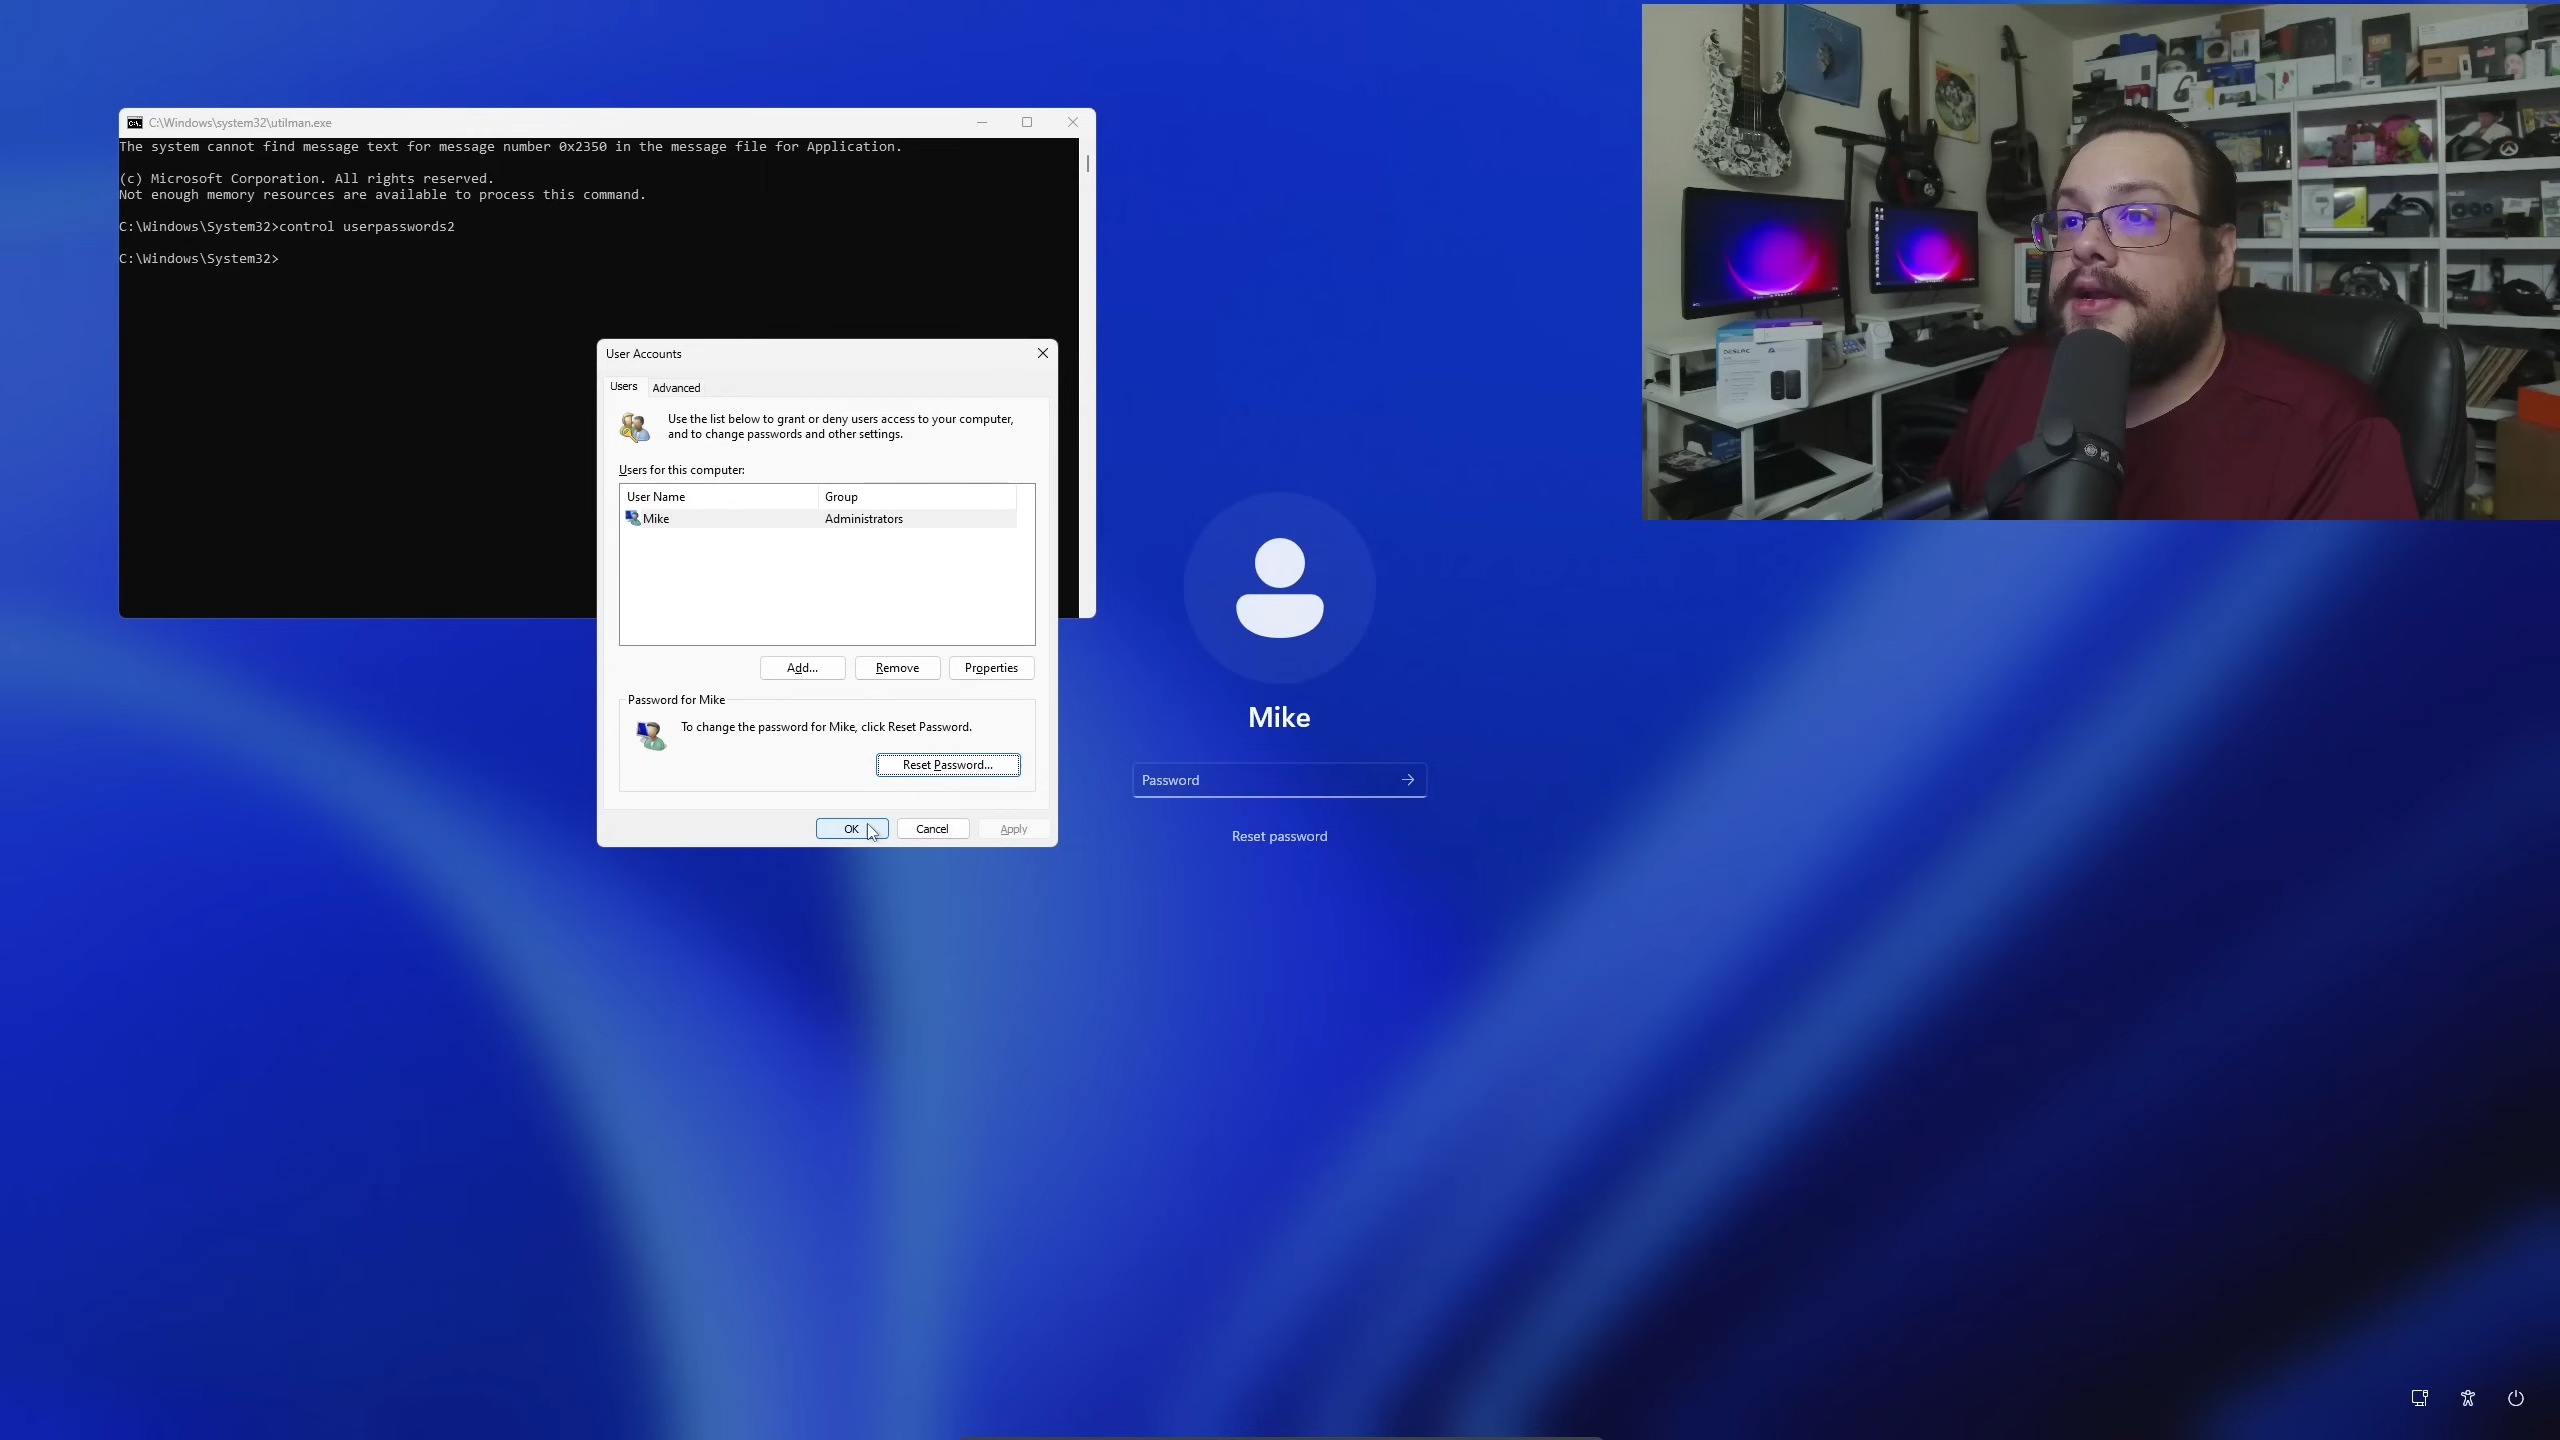 C:\Windows\system32\utilman.exe
The system cannot find message text for message number 0x2350 in the message file for Application.
(c) Microsoft Corporation. All rights reserved.
Not enough memory resources are available to process this command.
C:\Windows\System32>control userpasswords2
C:\Windows\System32>
User Accounts
Users Advanced
Use the list below to grant or deny users access to your computer,
and to change passwords and other settings.
Users for this computer:
User Name Group
Mike Administrators
Add... Remove Properties
Password for Mike
To change the password for Mike, click Reset Password.
Reset Password...
OK Cancel Apply
Mike
Password
Reset password